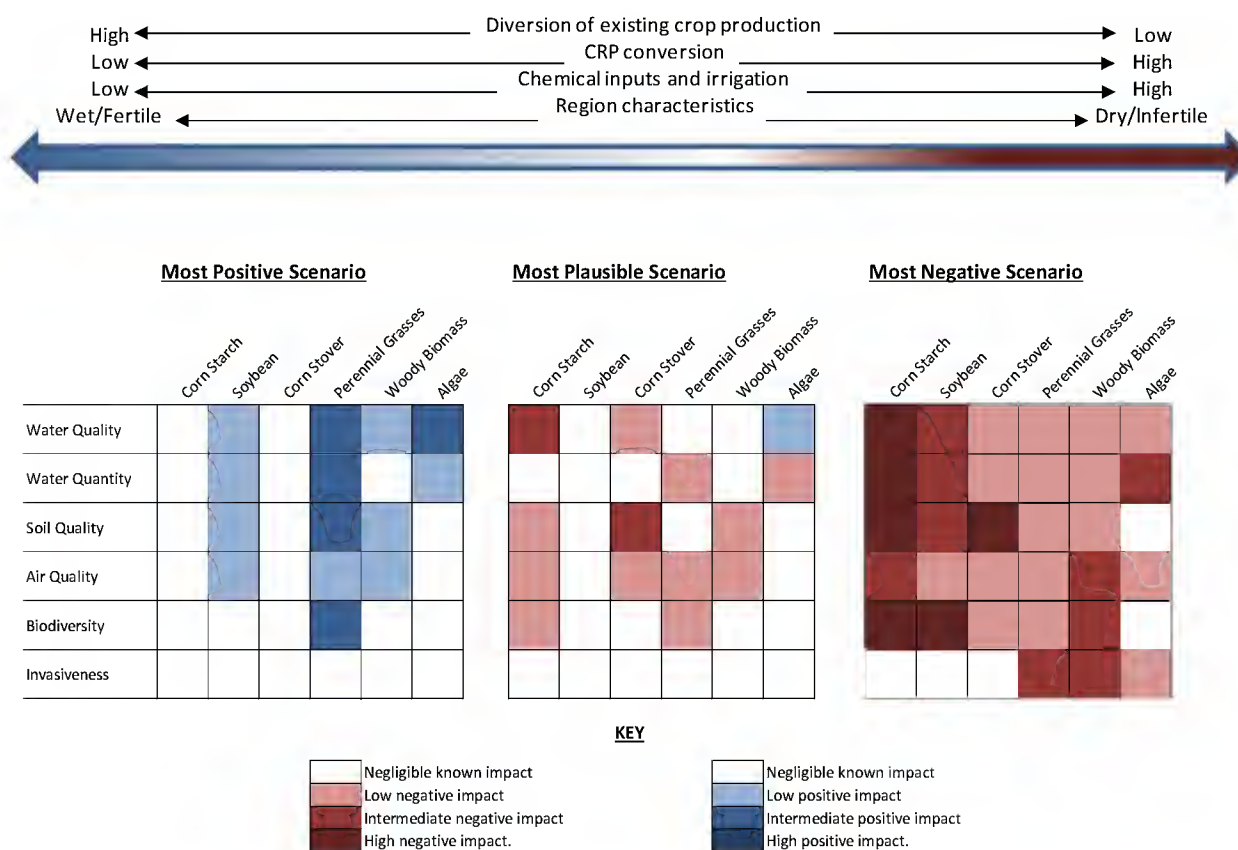 Diversion of existing crop production
High Low
CRP conversion
Low High
Chemical inputs and irrigation
Low High
Region characteristics
Wet/Fertile Dry/Infertile
Most Positive Scenario Most Plausible Scenario Most Negative Scenario
Corn Starch Soybean Corn Stover Perennial Grasses Woody Biomass Algae Corn Starch Soybean Corn Stover Perennial Grasses Woody Biomass Algae Corn Starch Soybean Corn Stover Perennial Grasses Woody Biomass Algae
Water Quality
Water Quantity
Soil Quality
Air Quality
Biodiversity
Invasiveness
KEY
Negligible known impact Negligible known impact
Low negative impact Low positive impact
Intermediate negative impact Intermediate positive impact
High negative impact. High positive impact.